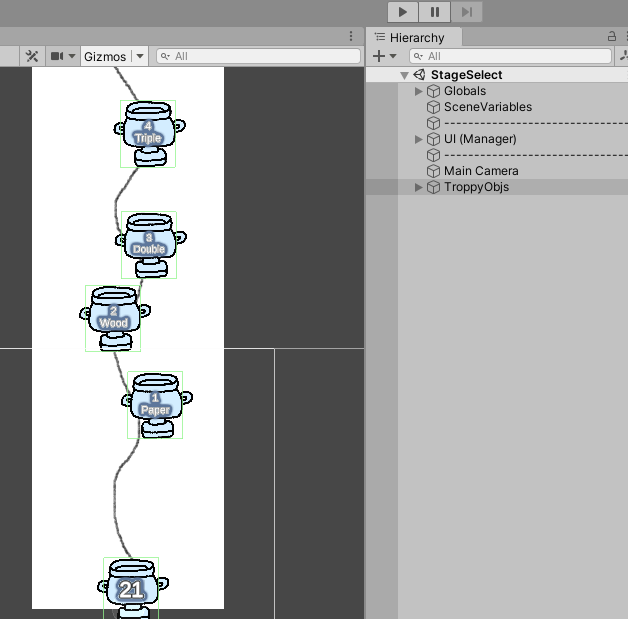 Hierarchy
Gizmos
All
All
StageSelect
Globals
SceneVariables
--------------------------------
UI (Manager)
--------------------------------
Main Camera
TroppyObjs
4
Triple
3
Double
2
Wood
1
Paper
21